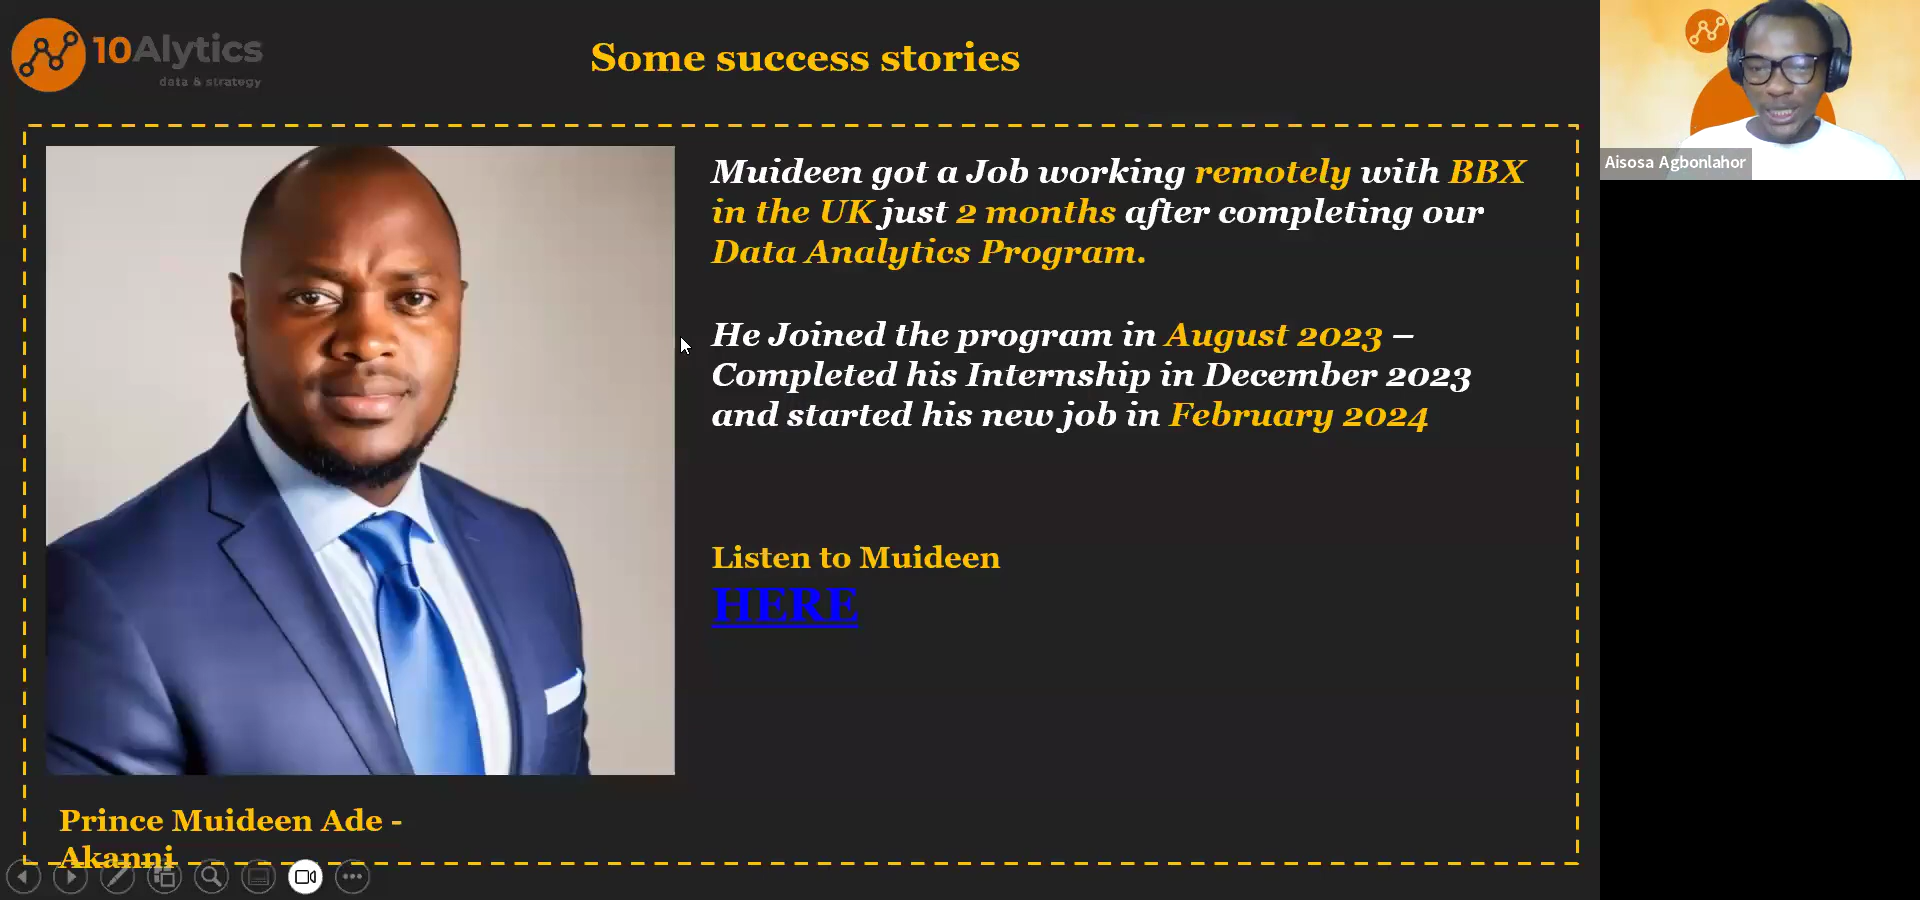 10Alytics
data & strategy
Some success stories
Aisosa Agbonlahor
Muideen got a Job working remotely with BBX
in the UK just 2 months after completing our
Data Analytics Program.
He Joined the program in August 2023 –
Completed his Internship in December 2023
and started his new job in February 2024
Listen to Muideen
HERE
Prince Muideen Ade -
Akanni